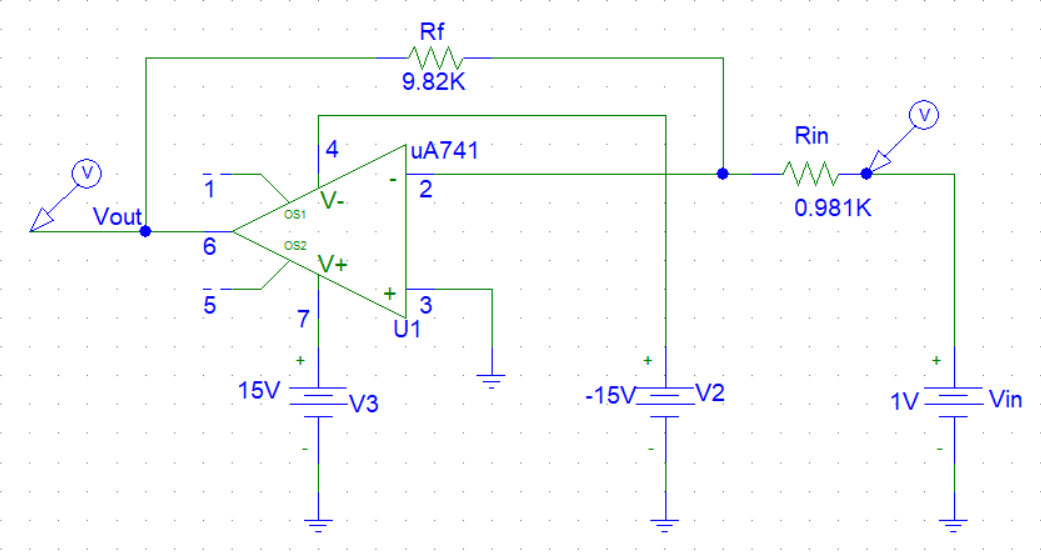 Rf
9.82K
V
Rin
0.981K
4
uA741
V
Vout
1
OS1
V-
-
2
6
OS2
V+
5
7
+
3
U1
+
15V
V3
-
+
-15V
V2
-
+
1V
Vin
-